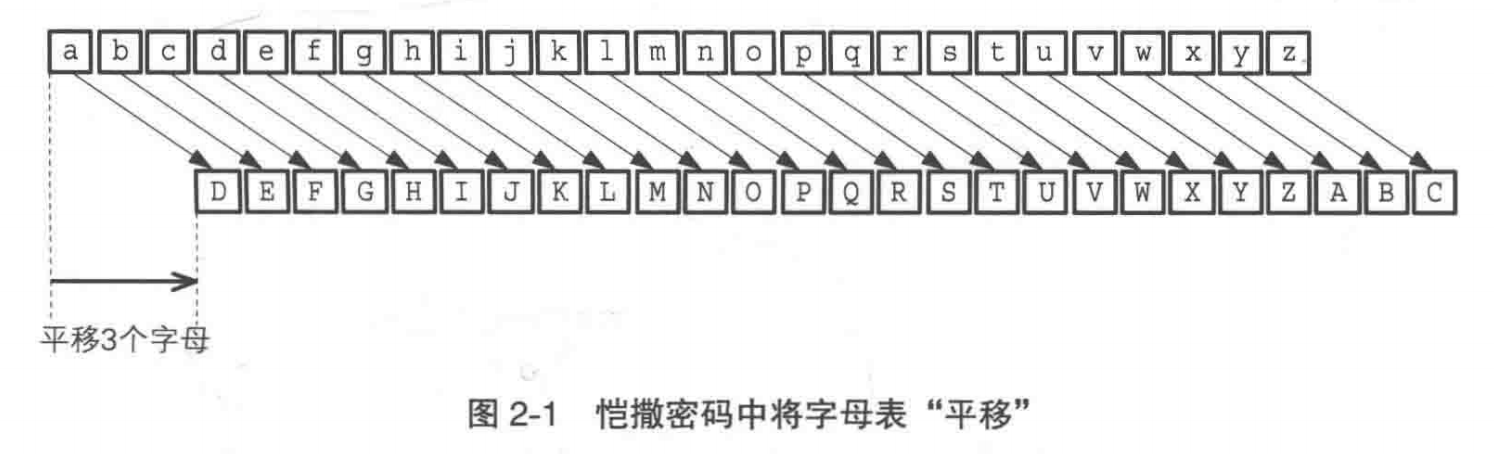 a b c d e f g h i j k l m n o p q r s t u v w x y z
D E F G H I J K L M N O P Q R S T U V W X Y Z A B C
平移3个字母
图 2-1 恺撒密码中将字母表“平移”